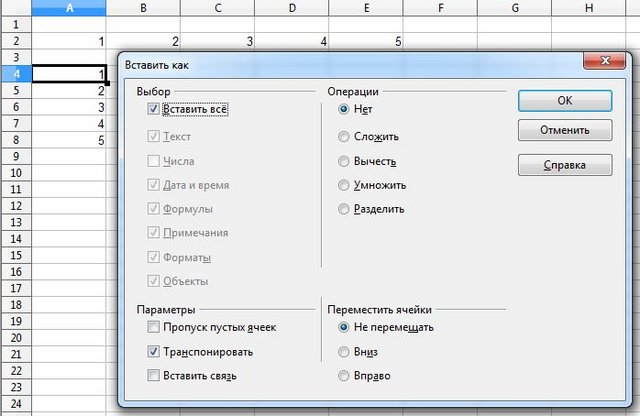 A B C D E F G H
1
2 1 2 3 4 5
3
4 1
5 2
6 3
7 4
8 5
9
10
11
12
13
14
15
16
17
18
19
20
21
22
23
24
Вставить как
Выбор
Вставить всё
Текст
Числа
Дата и время
Формулы
Примечания
Форматы
Объекты
Операции
Нет
Сложить
Вычесть
Умножить
Разделить
OK
Отменить
Справка
Параметры
Пропуск пустых ячеек
Транспонировать
Вставить связь
Переместить ячейки
Не перемещать
Вниз
Вправо